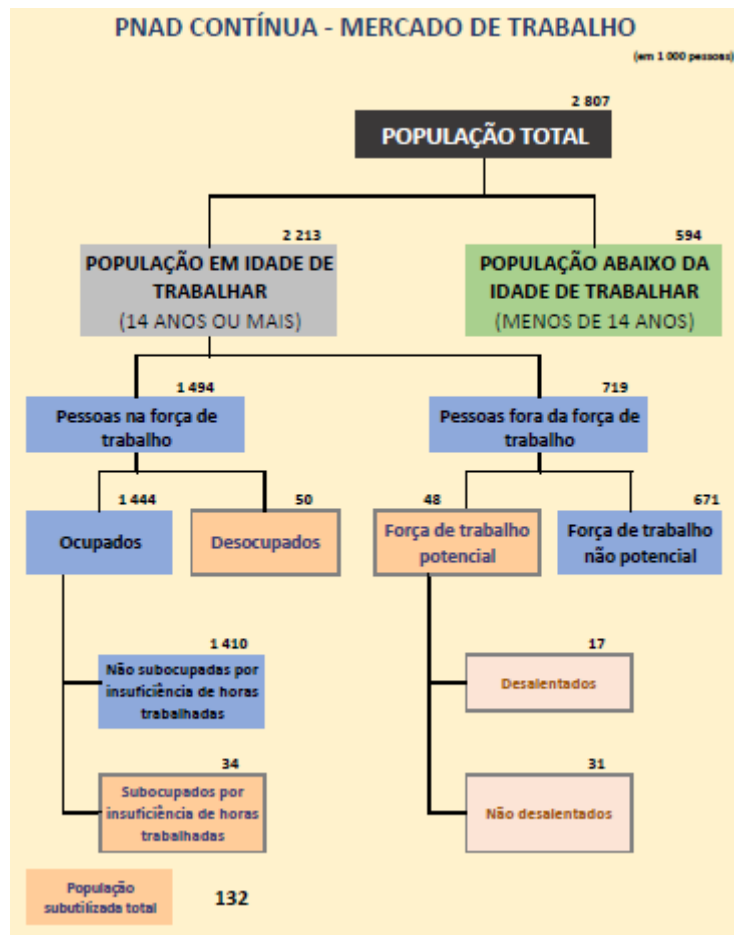 PNAD CONTÍNUA - MERCADO DE TRABALHO
(em 1 000 pessoas)
2 807
POPULAÇÃO TOTAL
2 213
POPULAÇÃO EM IDADE DE
TRABALHAR
(14 ANOS OU MAIS)
594
POPULAÇÃO ABAIXO DA
IDADE DE TRABALHAR
(MENOS DE 14 ANOS)
1 494
Pessoas na força de
trabalho
719
Pessoas fora da força de
trabalho
1 444
Ocupados
50
Desocupados
48
Força de trabalho
potencial
671
Força de trabalho
não potencial
1 410
Não subocupadas por
insuficiência de horas
trabalhadas
17
Desalentados
34
Subocupados por
insuficiência de horas
trabalhadas
31
Não desalentados
População
subutilizada total
132